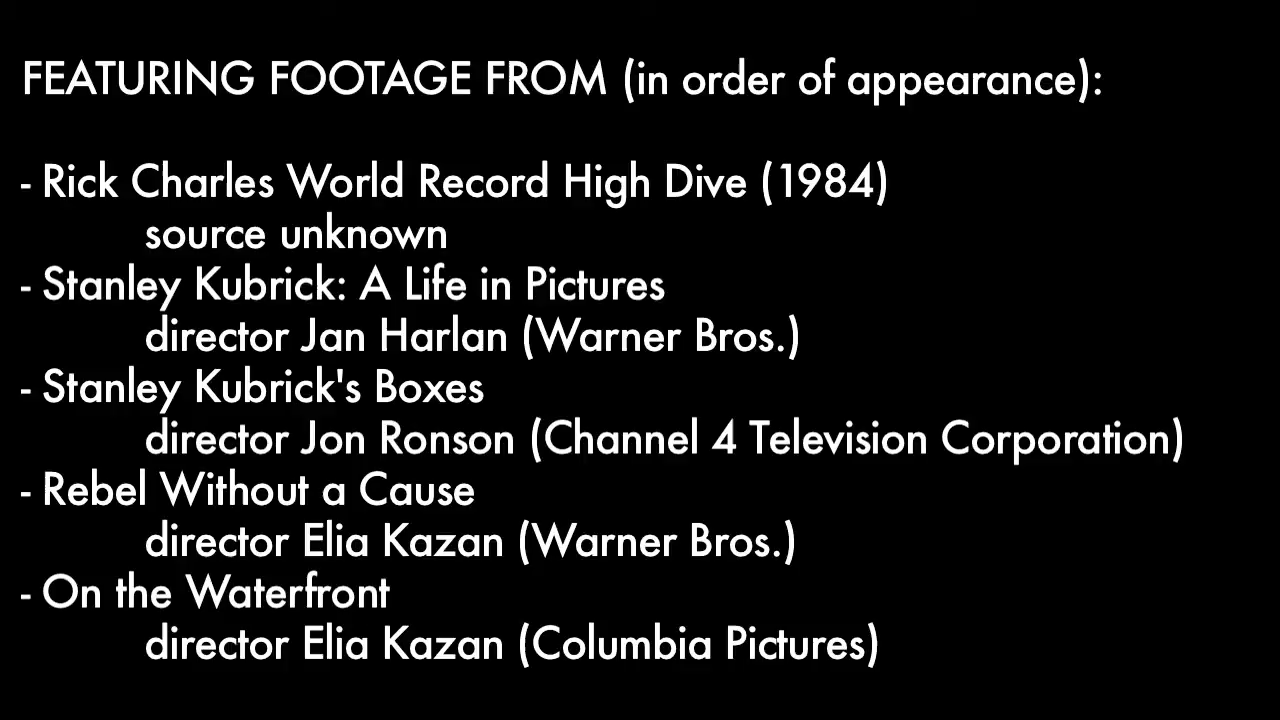 FEATURING FOOTAGE FROM (in order of appearance):
- Rick Charles World Record High Dive (1984)
source unknown
- Stanley Kubrick: A Life in Pictures
director Jan Harlan (Warner Bros.)
- Stanley Kubrick's Boxes
director Jon Ronson (Channel 4 Television Corporation)
- Rebel Without a Cause
director Elia Kazan (Warner Bros.)
- On the Waterfront
director Elia Kazan (Columbia Pictures)